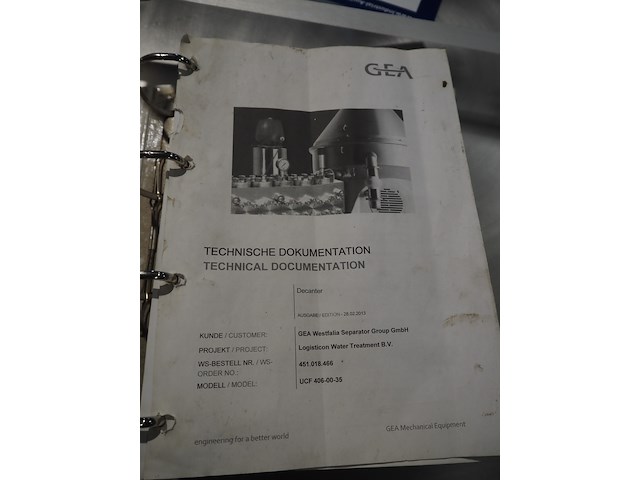 GEA
TECHNISCHE DOKUMENTATION
TECHNICAL DOCUMENTATION
Decanter
AUSGABE / EDITION :
KUNDE / CUSTOMER: GEA Westfalia Separator Group GmbH
PROJEKT / PROJECT: Logisticon Water Treatment B.V.
WS-BESTELL NR. / WS- 451.018.466
ORDER NO.:
MODELL / MODEL: UCF 406-00-35
engineering for a better world
GEA Mechanical Equipment